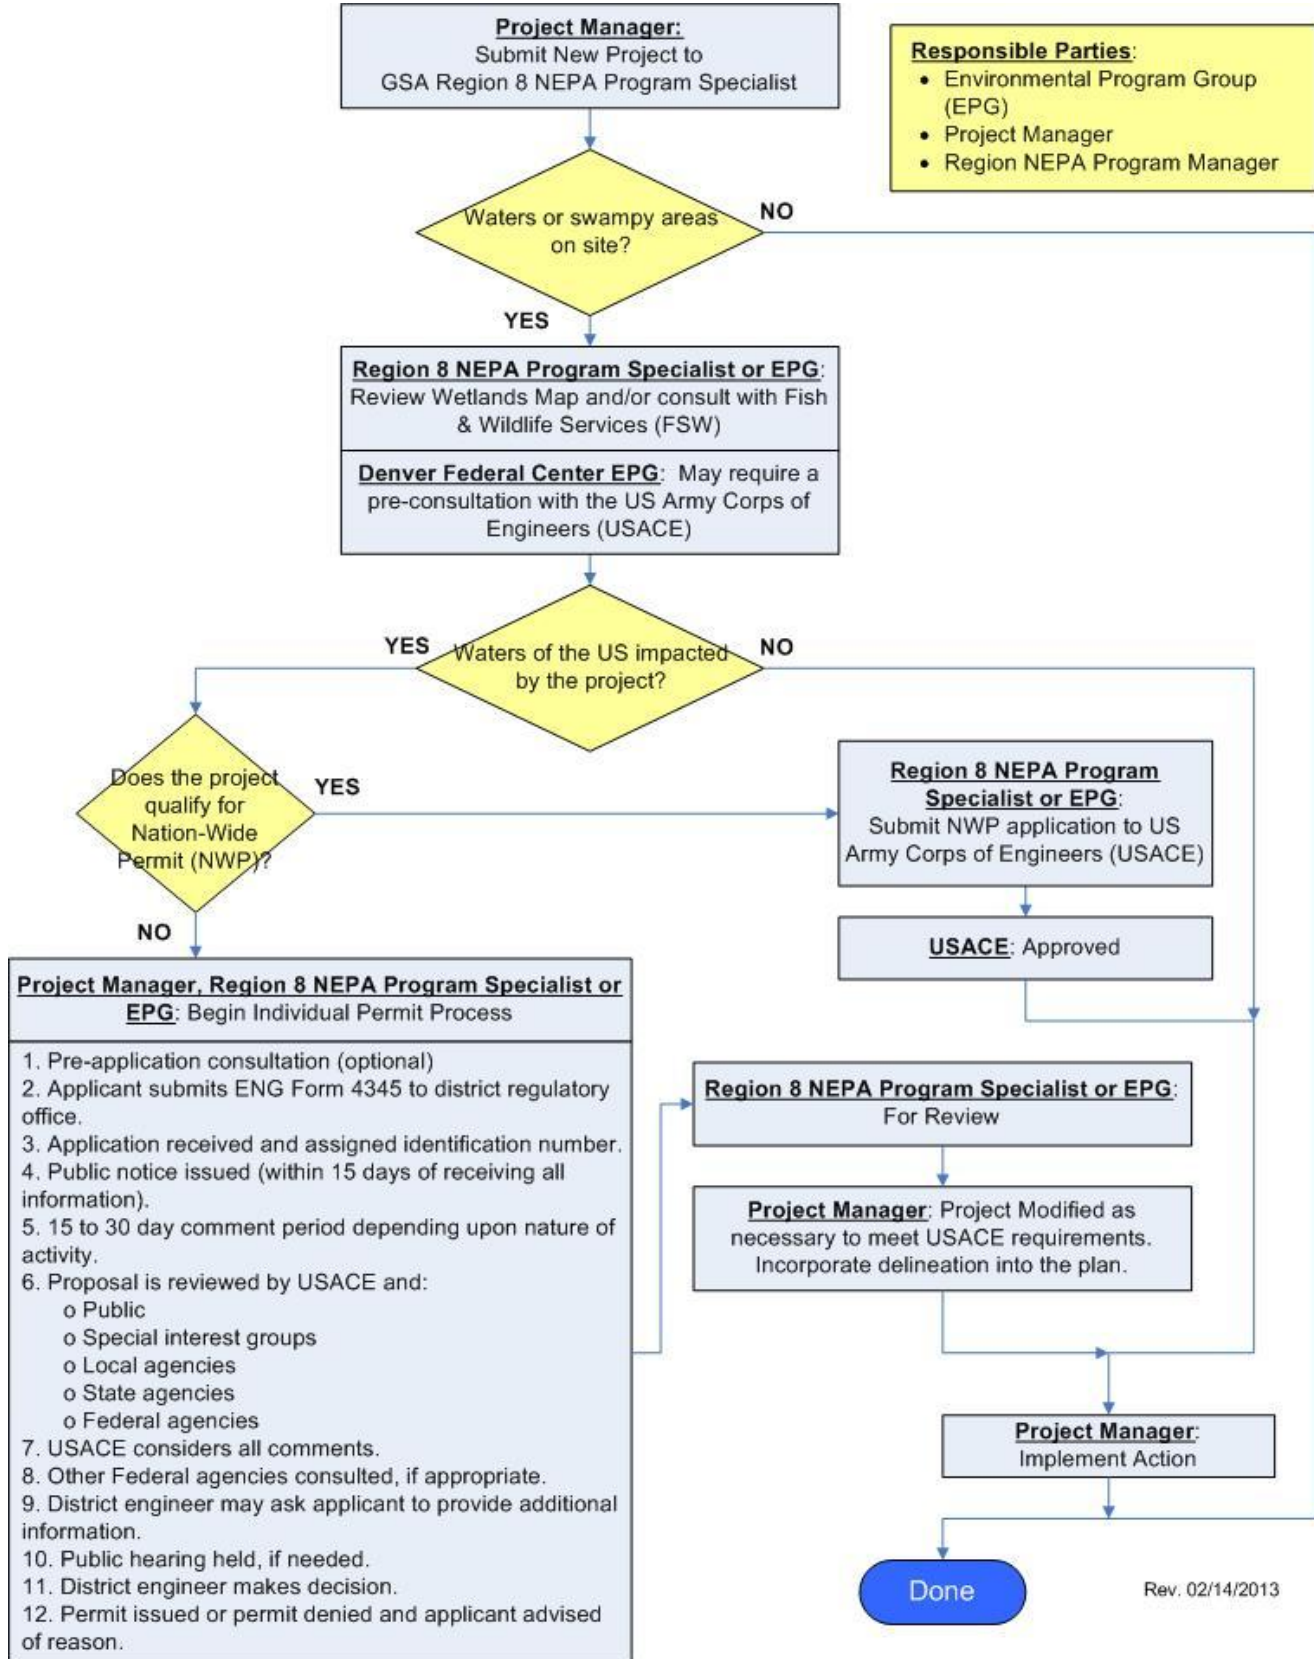 Project Manager:
Submit New Project to
GSA Region 8 NEPA Program Specialist
Responsible Parties:
• Environmental Program Group
(EPG)
• Project Manager
• Region NEPA Program Manager
Waters or swampy areas
on site?
NO
YES
Region 8 NEPA Program Specialist or EPG:
Review Wetlands Map and/or consult with Fish
& Wildlife Services (FSW)
Denver Federal Center EPG: May require a
pre-consultation with the US Army Corps of
Engineers (USACE)
YES
Waters of the US impacted
by the project?
NO
Does the project
qualify for
Nation-Wide
Permit (NWP)?
YES
NO
Region 8 NEPA Program
Specialist or EPG:
Submit NWP application to US
Army Corps of Engineers (USACE)
USACE: Approved
Project Manager, Region 8 NEPA Program Specialist or
EPG: Begin Individual Permit Process
1. Pre-application consultation (optional)
2. Applicant submits ENG Form 4345 to district regulatory
office.
3. Application received and assigned identification number.
4. Public notice issued (within 15 days of receiving all
information).
5. 15 to 30 day comment period depending upon nature of
activity.
6. Proposal is reviewed by USACE and:
o Public
o Special interest groups
o Local agencies
o State agencies
o Federal agencies
7. USACE considers all comments.
8. Other Federal agencies consulted, if appropriate.
9. District engineer may ask applicant to provide additional
information.
10. Public hearing held, if needed.
11. District engineer makes decision.
12. Permit issued or permit denied and applicant advised
of reason.
Region 8 NEPA Program Specialist or EPG:
For Review
Project Manager: Project Modified as
necessary to meet USACE requirements.
Incorporate delineation into the plan.
Project Manager:
Implement Action
Done
Rev. 02/14/2013